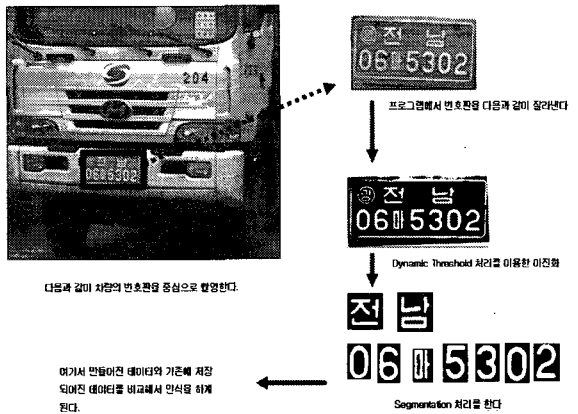 204
전 남
06마5302
전 남
06마5302
프로그램에서 번호판을 다음과 같이 잘라낸다
㉯ 전 남
06마5302
Dynamic Threshold 처리를 이용한 이진화
다음과 같이 차량의 번호판을 중심으로 촬영한다.
전 남
06 마 5302
Segmentation 처리를 한다
여기서 만들어진 데이타와 기존에 저장
되어진 데이타를 비교해서 인식을 하게
된다.